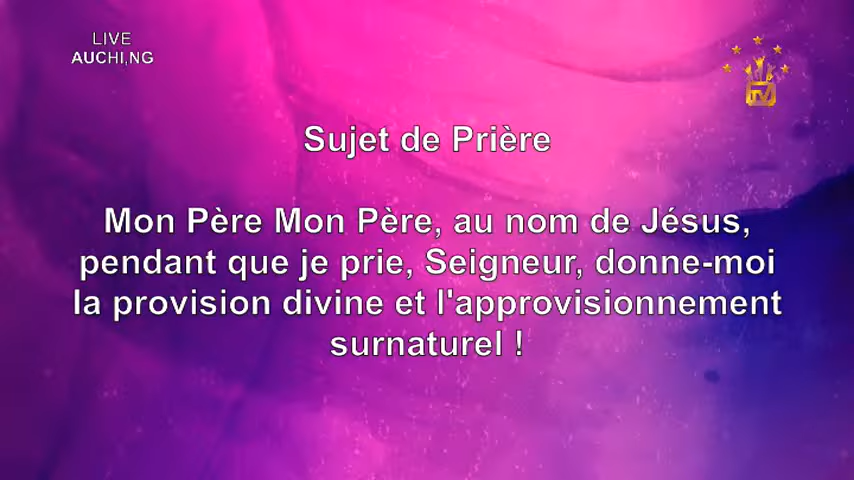 LIVE
AUCHI,NG
TV
Sujet de Prière
Mon Père Mon Père, au nom de Jésus,
pendant que je prie, Seigneur, donne-moi
la provision divine et l'approvisionnement
surnaturel !